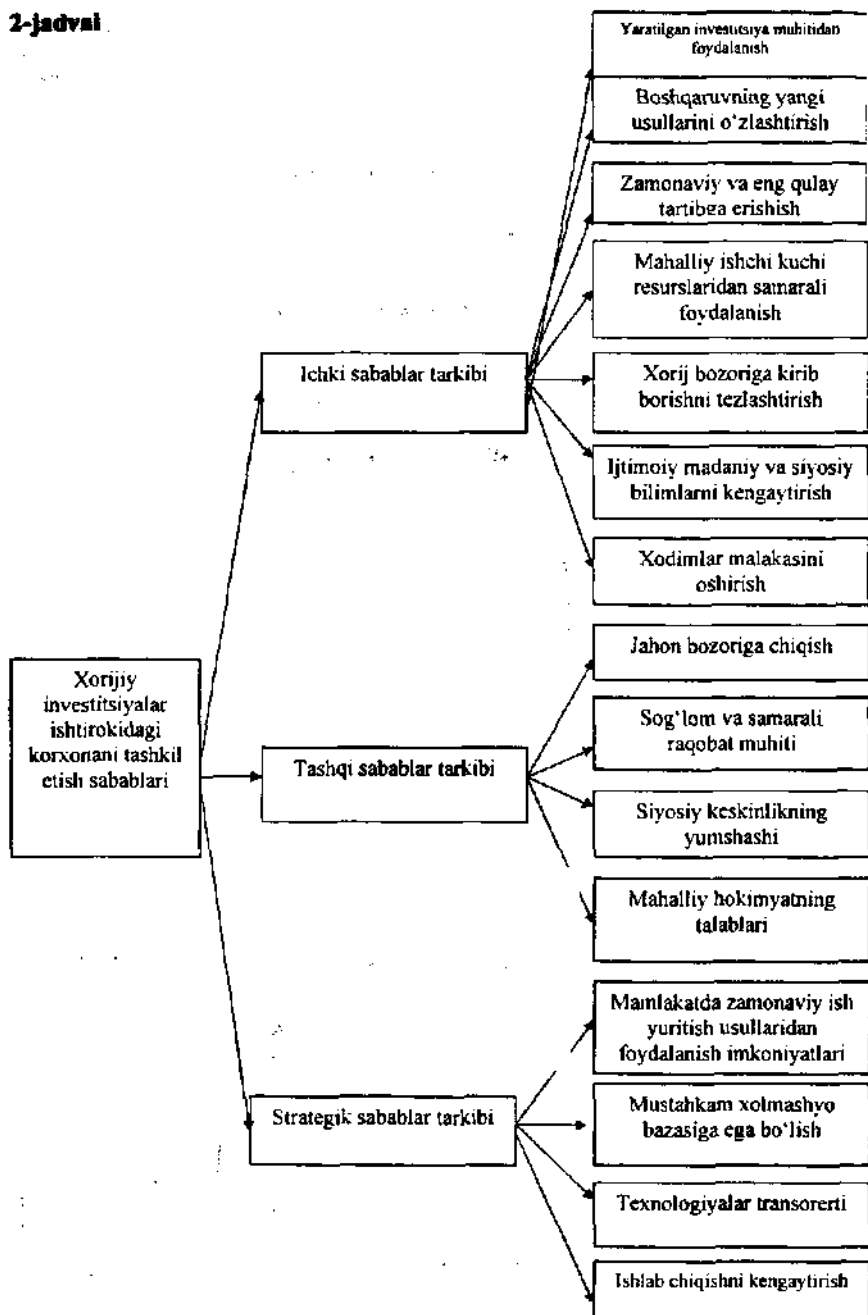 2-jadval
Yaratilgan investitsiya muhitidan
foydalanish
Boshqaruvning yangi
usullarini o‘zlashtirish
Zamonaviy va eng qulay
tartibga erishish
Mahalliy ishchi kuchi
resurslaridan samarali
foydalanish
Ichki sabablar tarkibi
Xorij bozoriga kirib
borishni tezlashtirish
Ijtimoiy madaniy va siyosiy
bilimlarni kengaytirish
Xodimlar malakasini
oshirish
Xorijiy
investitsiyalar
ishtirokidagi
korxonani tashkil
etish sabablari
Jahon bozoriga chiqish
Sog‘lom va samarali
raqobat muhiti
Tashqi sabablar tarkibi
Siyosiy keskinlikning
yumshashi
Mahalliy hokimyatning
talablari
Mamlakatda zamonaviy ish
yuritish usullaridan
foydalanish imkoniyatlari
Strategik sabablar tarkibi
Mustahkam xolmashyo
bazasiga ega bo‘lish
Texnologiyalar transorerti
Ishlab chiqishni kengaytirish